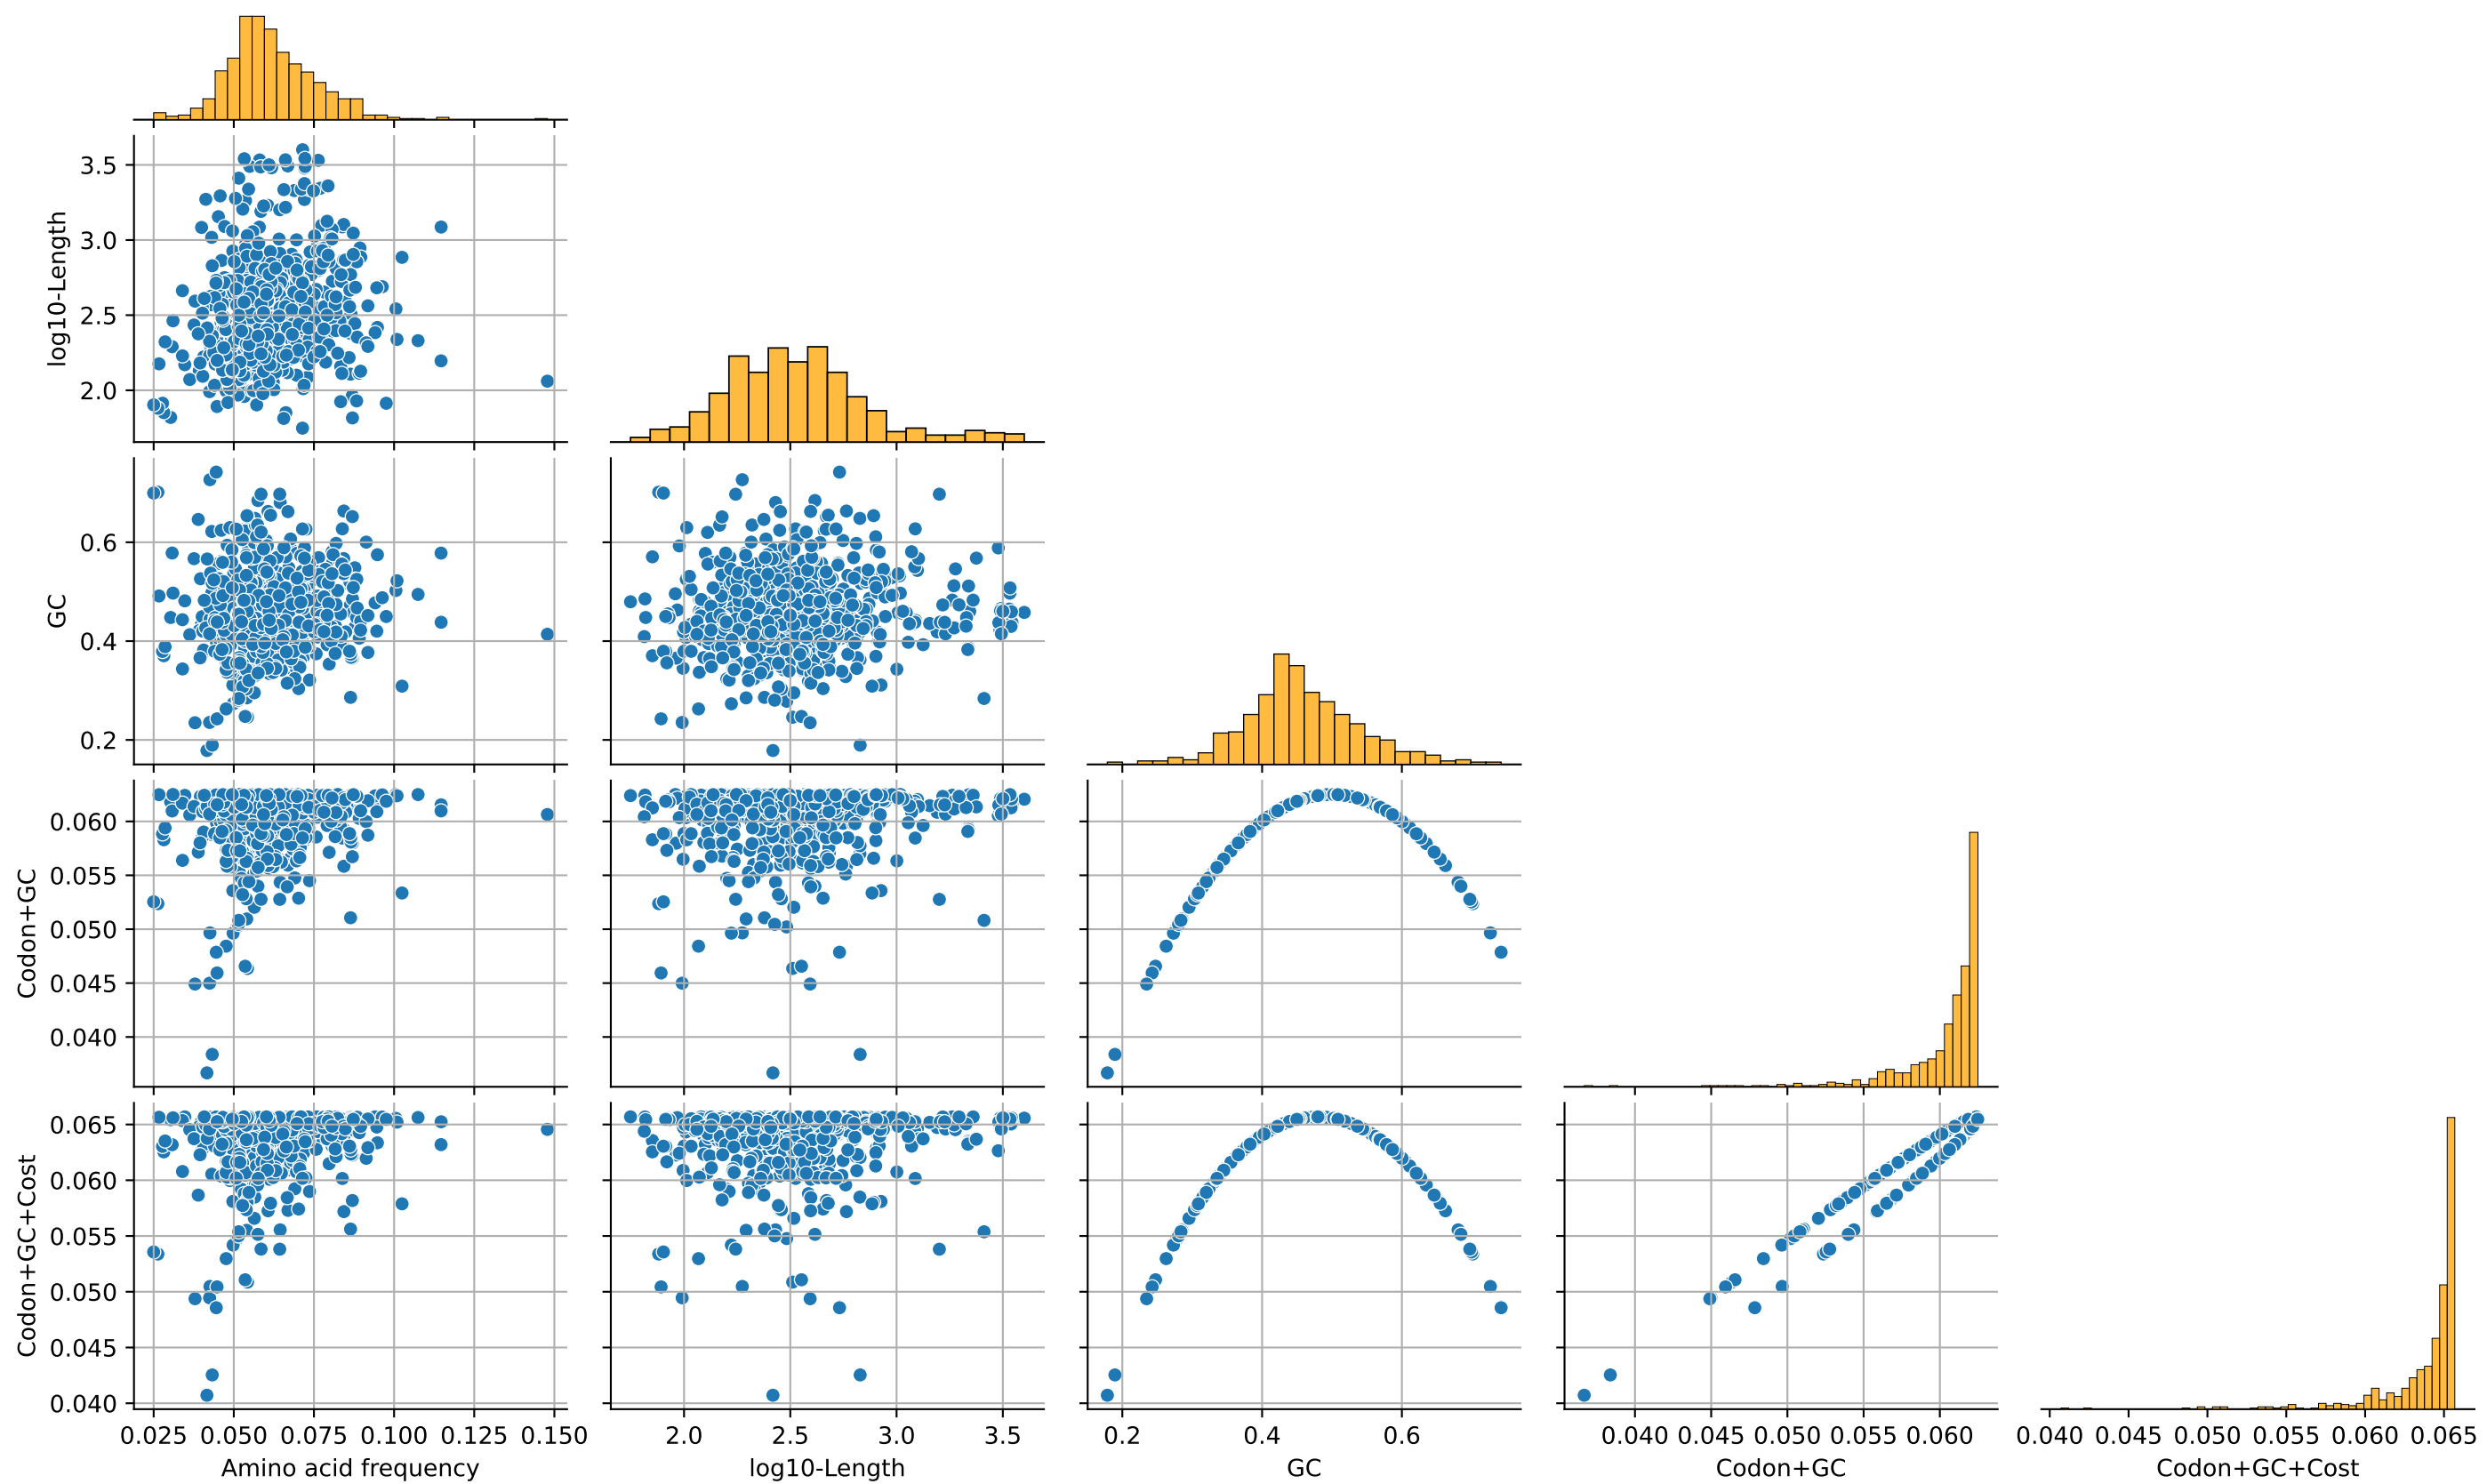 3.5
3.0
2.5
2.0
log10-Length
0.6
0.4
0.2
GC
0.060
0.055
0.050
0.045
0.040
Codon+GC
0.065
0.060
0.055
0.050
0.045
0.040
Codon+GC+Cost
0.025 0.050 0.075 0.100 0.125 0.150
Amino acid frequency
2.0 2.5 3.0 3.5
log10-Length
0.2 0.4 0.6
GC
0.040 0.045 0.050 0.055 0.060
Codon+GC
0.040 0.045 0.050 0.055 0.060 0.065
Codon+GC+Cost